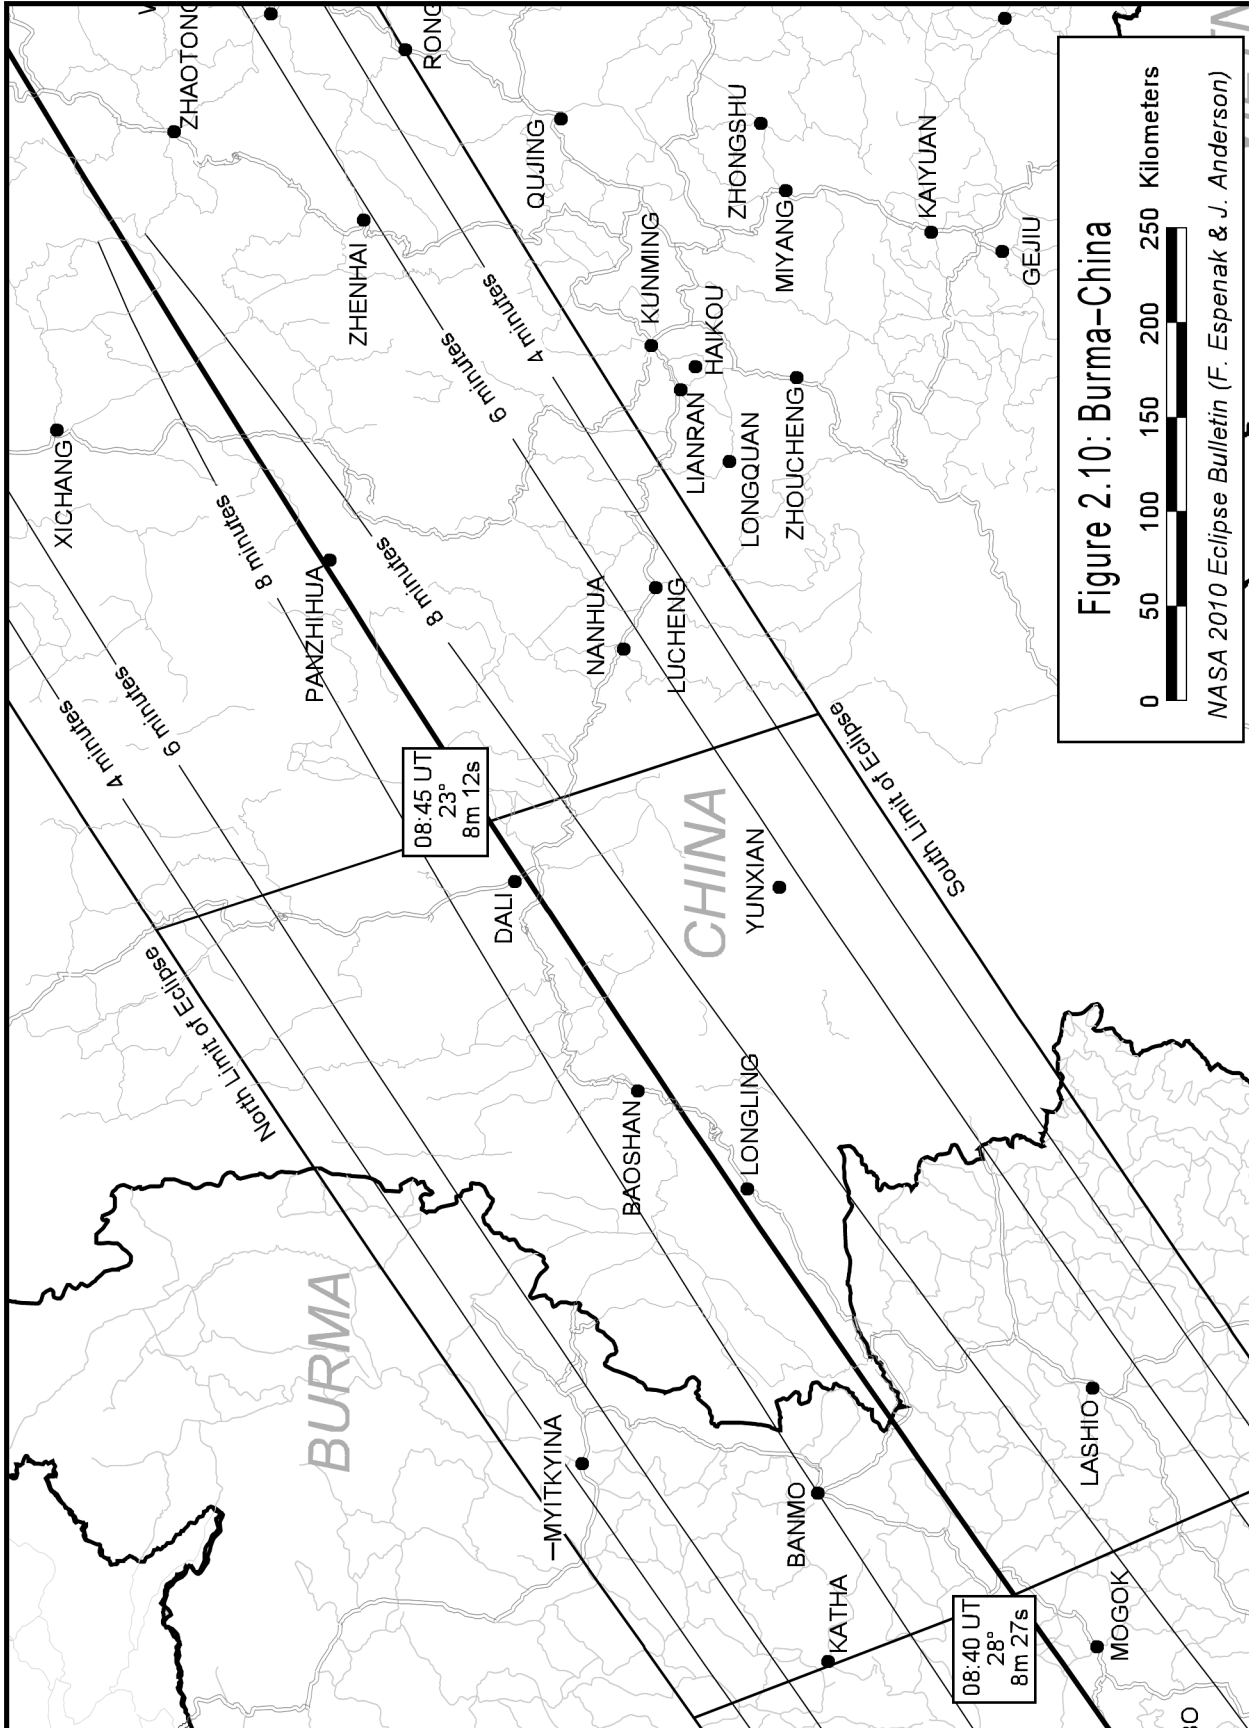 XICHANG
ZHAOTONG
RONG
ZHENHAI
QUJING
ZHONGSHU
KUNMING
MIYANG
KAIYUAN
GEJIU
HAIKOU
LIANRAN
LONGQUAN
ZHOUCHENG
PANZHIHUA
NANHUA
LUCHENG
4 minutes
6 minutes
8 minutes
8 minutes
6 minutes
4 minutes
North Limit of Eclipse
South Limit of Eclipse
08:45 UT
23°
8m 12s
DALI
CHINA
YUNXIAN
BAOSHAN
LONGLING
BURMA
MYITKYINA
BANMO
KATHA
LASHIO
MOGOK
08:40 UT
28°
8m 27s
Figure 2.10: Burma-China
0 50 100 150 200 250 Kilometers
NASA 2010 Eclipse Bulletin (F. Espenak & J. Anderson)